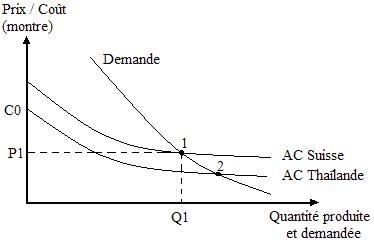 Prix / Coût
(montre)
Demande
C0
1
P1
AC Suisse
2
AC Thaïlande
Q1
Quantité produite
et demandée